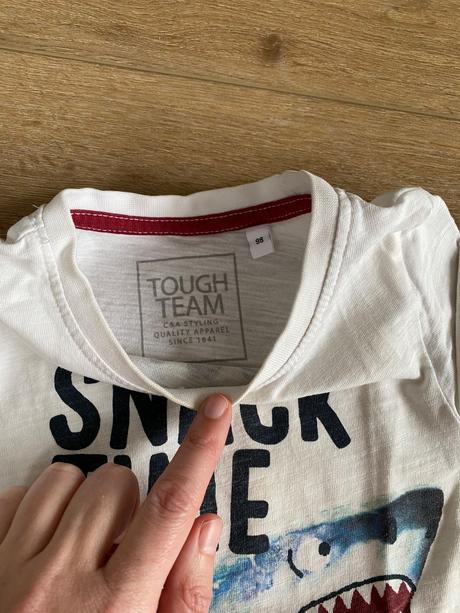 98
TOUGH
TEAM
C&A STYLING
QUALITY APPAREL
SINCE 1841
SNACK
TIME